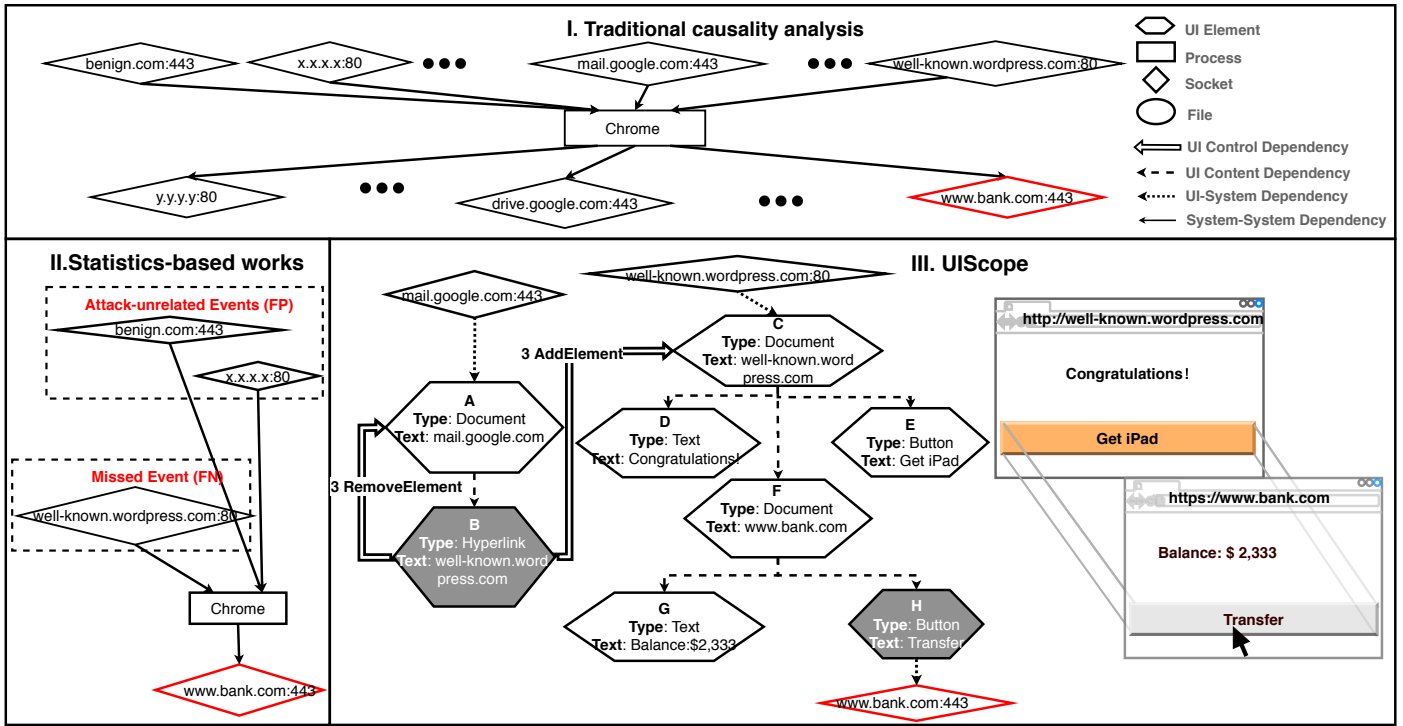 I. Traditional causality analysis
benign.com:443
x.x.x.x:80
mail.google.com:443
well-known.wordpress.com:80
Chrome
y.y.y.y:80
drive.google.com:443
www.bank.com:443
UI Element
Process
Socket
File
UI Control Dependency
UI Content Dependency
UI-System Dependency
System-System Dependency
II.Statistics-based works
Attack-unrelated Events (FP)
benign.com:443
x.x.x.x:80
Missed Event (FN)
well-known.wordpress.com:80
Chrome
www.bank.com:443
III. UIScope
mail.google.com:443
well-known.wordpress.com:80
A
Type: Document
Text: mail.google.com
3 RemoveElement
B
Type: Hyperlink
Text: well-known.word
press.com
3 AddElement
C
Type: Document
Text: well-known.word
press.com
D
Type: Text
Text: Congratulations!
E
Type: Button
Text: Get iPad
F
Type: Document
Text: www.bank.com
G
Type: Text
Text: Balance:$2,333
H
Type: Button
Text: Transfer
www.bank.com:443
http://well-known.wordpress.com
Congratulations!
Get iPad
https://www.bank.com
Balance: $ 2,333
Transfer